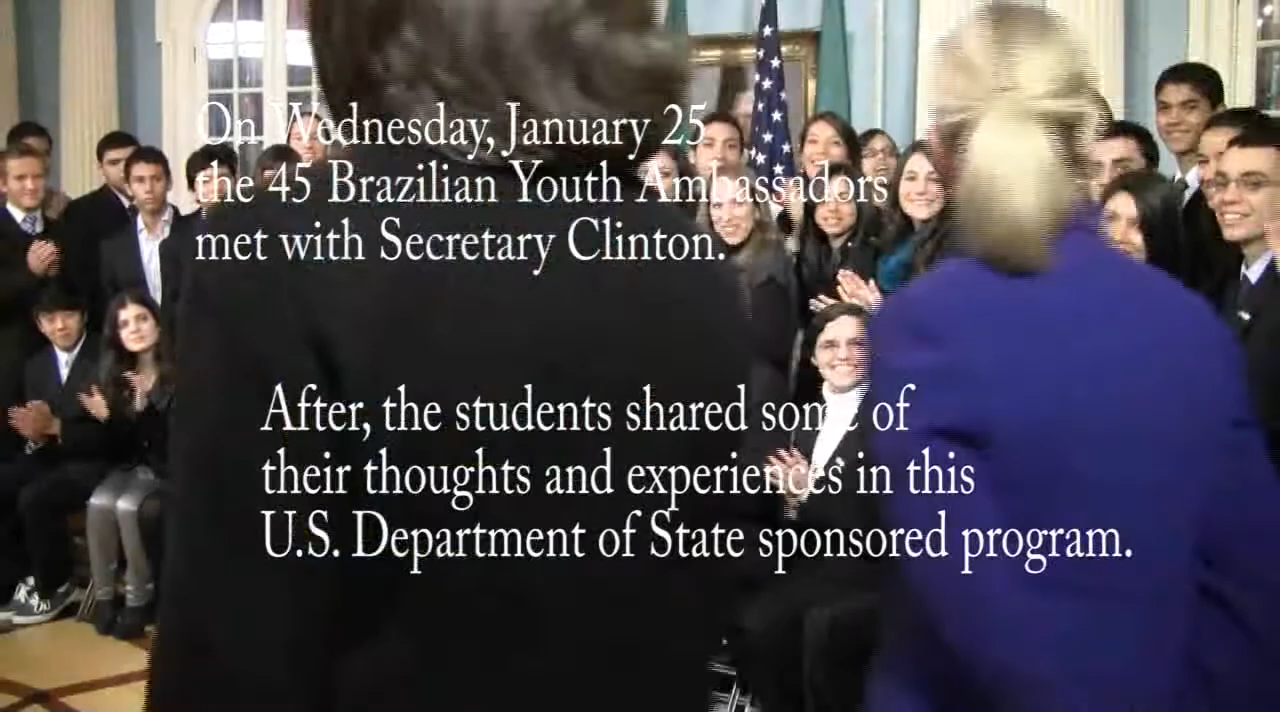 On Wednesday, January 25
the 45 Brazilian Youth Ambassadors
met with Secretary Clinton.
After, the students shared some of
their thoughts and experiences in this
U.S. Department of State sponsored program.